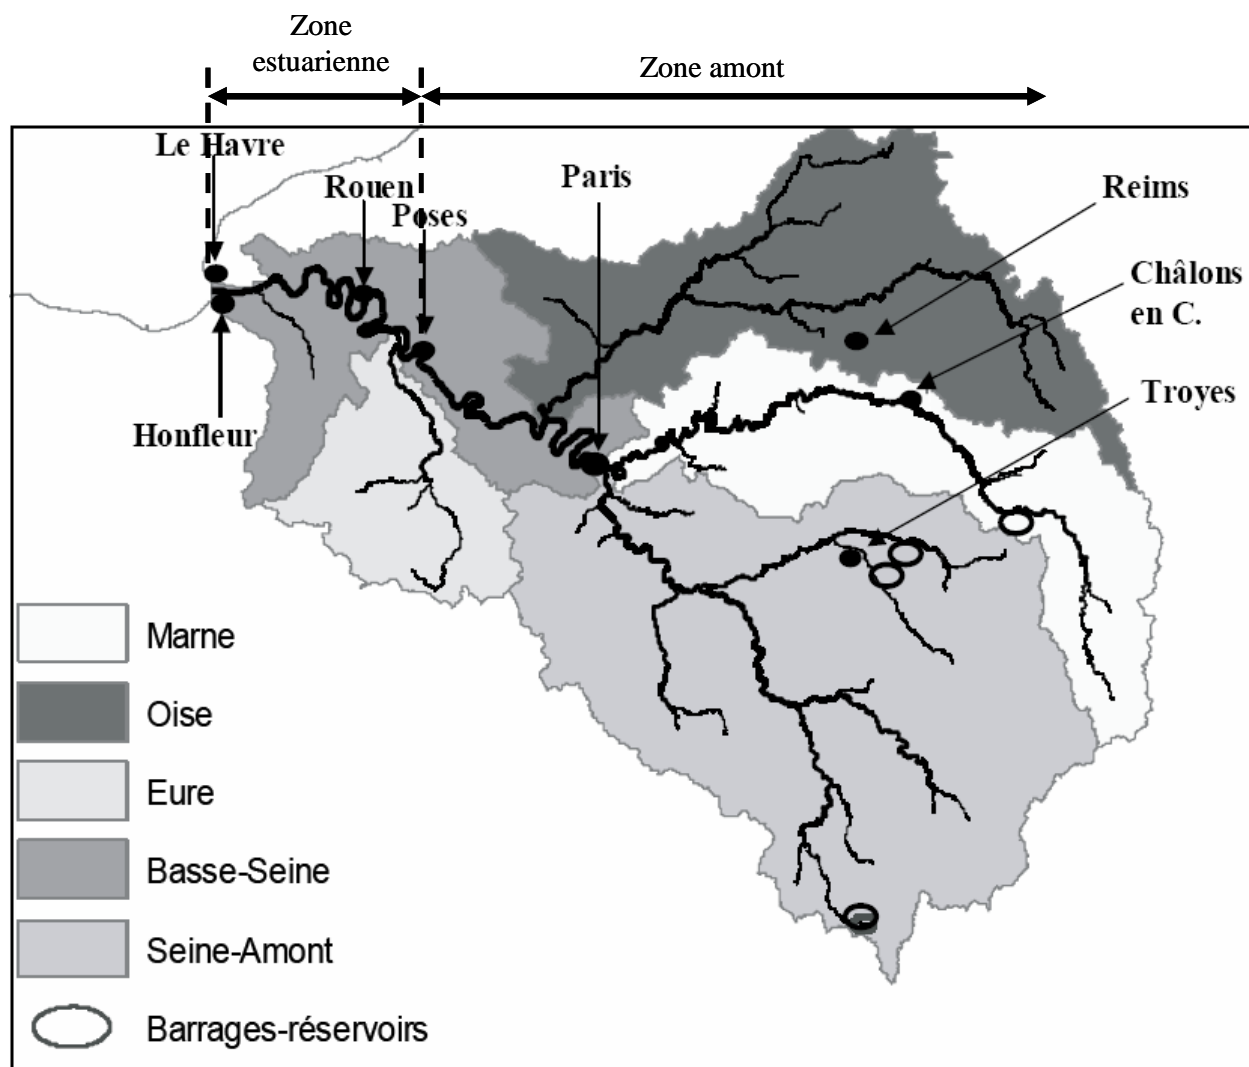 Zone
estuarienne
Zone amont
Le Havre
Rouen
Poses
Paris
Reims
Châlons
en C.
Troyes
Honfleur
Marne
Oise
Eure
Basse-Seine
Seine-Amont
Barrages-réservoirs